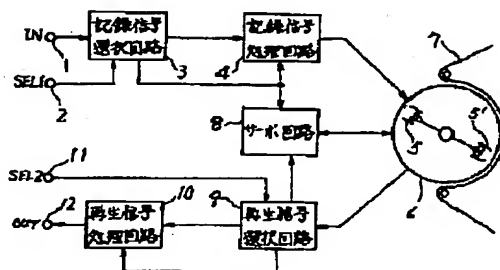 IN
1
記録信号
選択回路
3
記録信号
処理回路
4
7
SEL1
2
サーボ回路
8
5
5'
6
11
SEL2
再生信号
処理回路
10
再生信号
選択回路
9
12
OUT